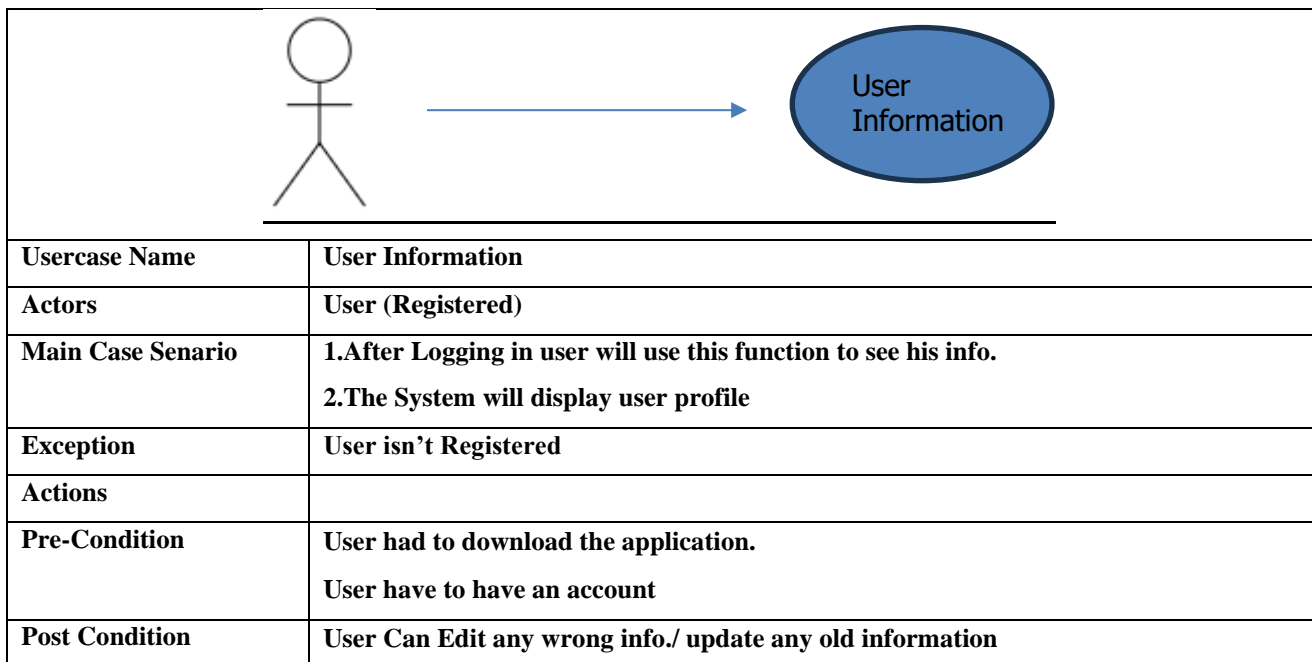 User
Information
Usercase Name User Information
Actors User (Registered)
Main Case Senario 1.After Logging in user will use this function to see his info.
2.The System will display user profile
Exception User isn’t Registered
Actions
Pre-Condition User had to download the application.
User have to have an account
Post Condition User Can Edit any wrong info./ update any old information